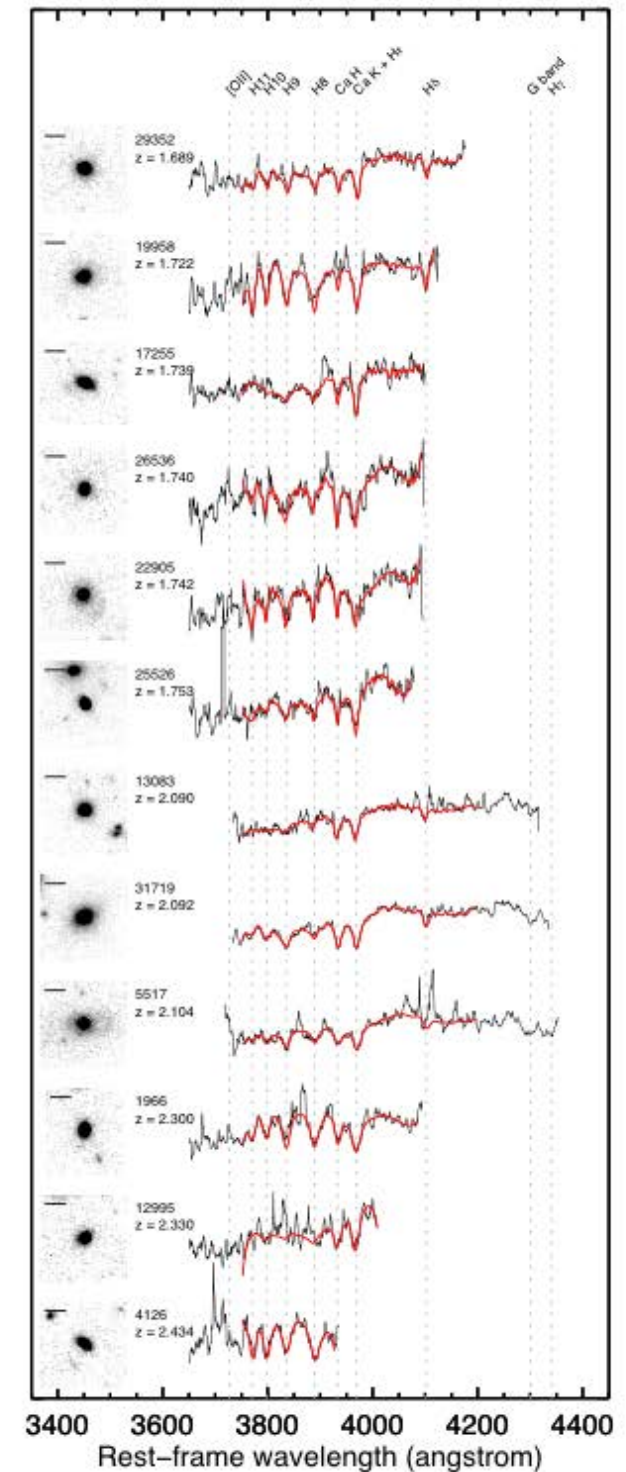 [OII] H11 H10 H9 H8 Ca H Ca K + Hε Hδ G band Hγ
29352
z = 1.689
19958
z = 1.722
17255
z = 1.739
26536
z = 1.740
22905
z = 1.742
25526
z = 1.753
13083
z = 2.090
31719
z = 2.092
5517
z = 2.104
1966
z = 2.300
12995
z = 2.330
4126
z = 2.434
3400 3600 3800 4000 4200 4400
Rest-frame wavelength (angstrom)